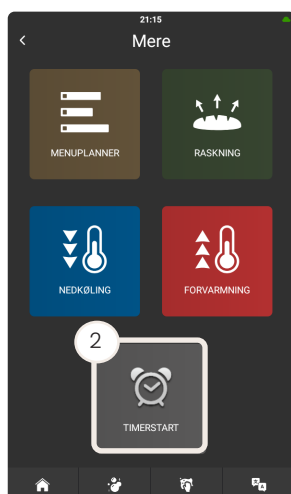 21:15
Mere
MENUPLANNER
RASKNING
NEDKØLING
FORVARMNING
2
TIMERSTART